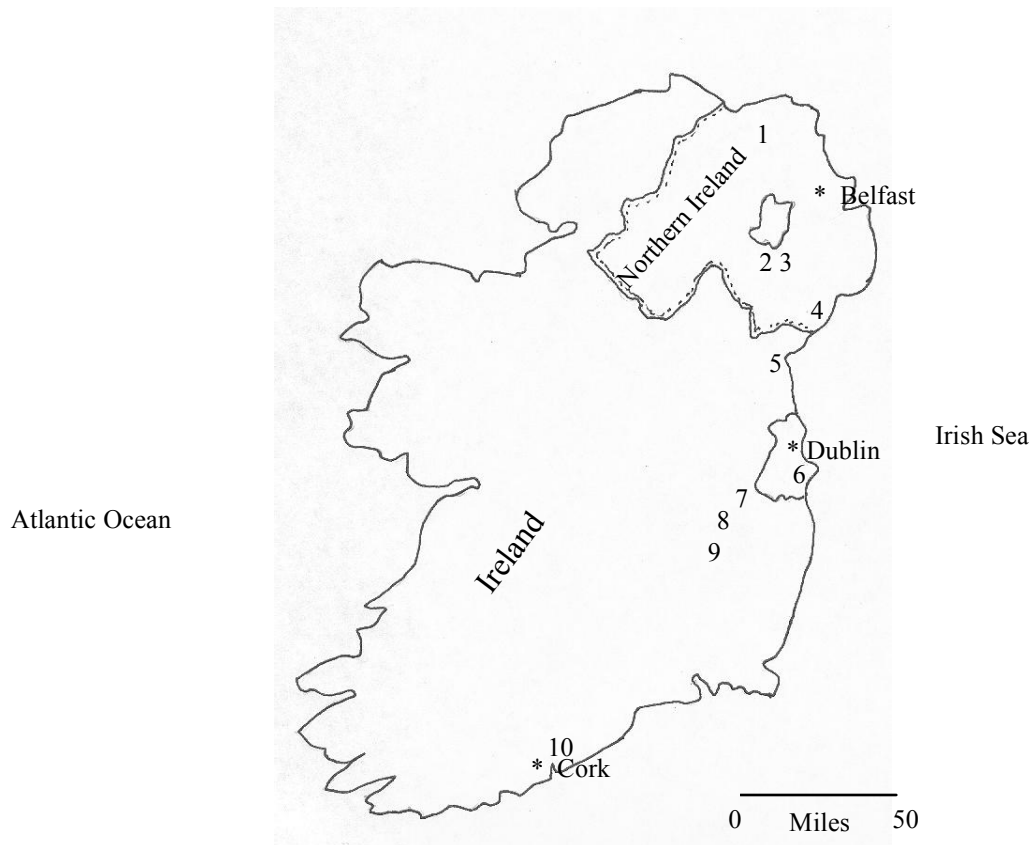 1
Northern Ireland
* Belfast
2 3
4
5
Irish Sea
* Dublin
6
7
Atlantic Ocean
8
Ireland
9
10
* Cork
0 Miles 50